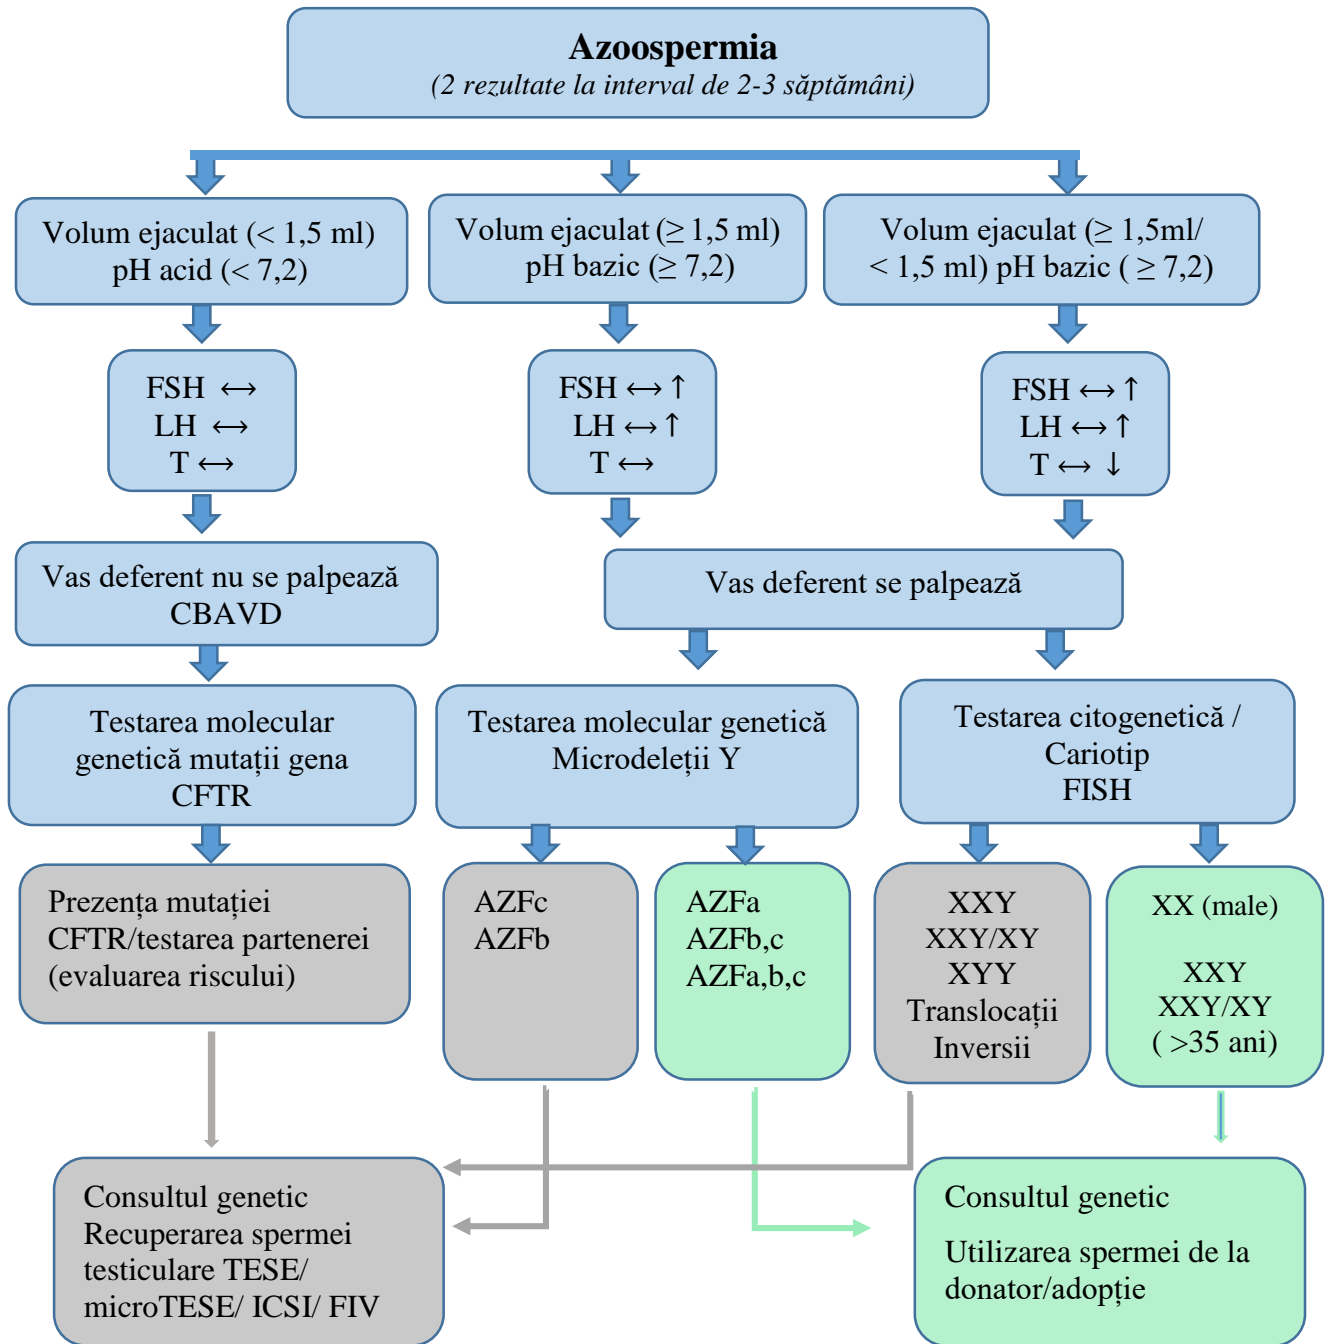 Azoospermia
(2 rezultate la interval de 2-3 săptămâni)
Volum ejaculat (< 1,5 ml)
pH acid (< 7,2)
Volum ejaculat (≥ 1,5 ml)
pH bazic (≥ 7,2)
Volum ejaculat (≥ 1,5ml/
< 1,5 ml) pH bazic ( ≥ 7,2)
FSH ↔
LH ↔
T ↔
FSH ↔ ↑
LH ↔ ↑
T ↔
FSH ↔ ↑
LH ↔ ↑
T ↔ ↓
Vas deferent nu se palpează
CBAVD
Vas deferent se palpează
Testarea molecular
genetică mutații gena
CFTR
Testarea molecular genetică
Microdeleții Y
Testarea citogenetică /
Cariotip
FISH
Prezența mutației
CFTR/testarea partenerei
(evaluarea riscului)
AZFc
AZFb
AZFa
AZFb,c
AZFa,b,c
XXY
XXY/XY
XYY
Translocații
Inversii
XX (male)
XXY
XXY/XY
( >35 ani)
Consultul genetic
Recuperarea spermei
testiculare TESE/
microTESE/ ICSI/ FIV
Consultul genetic
Utilizarea spermei de la
donator/adopție